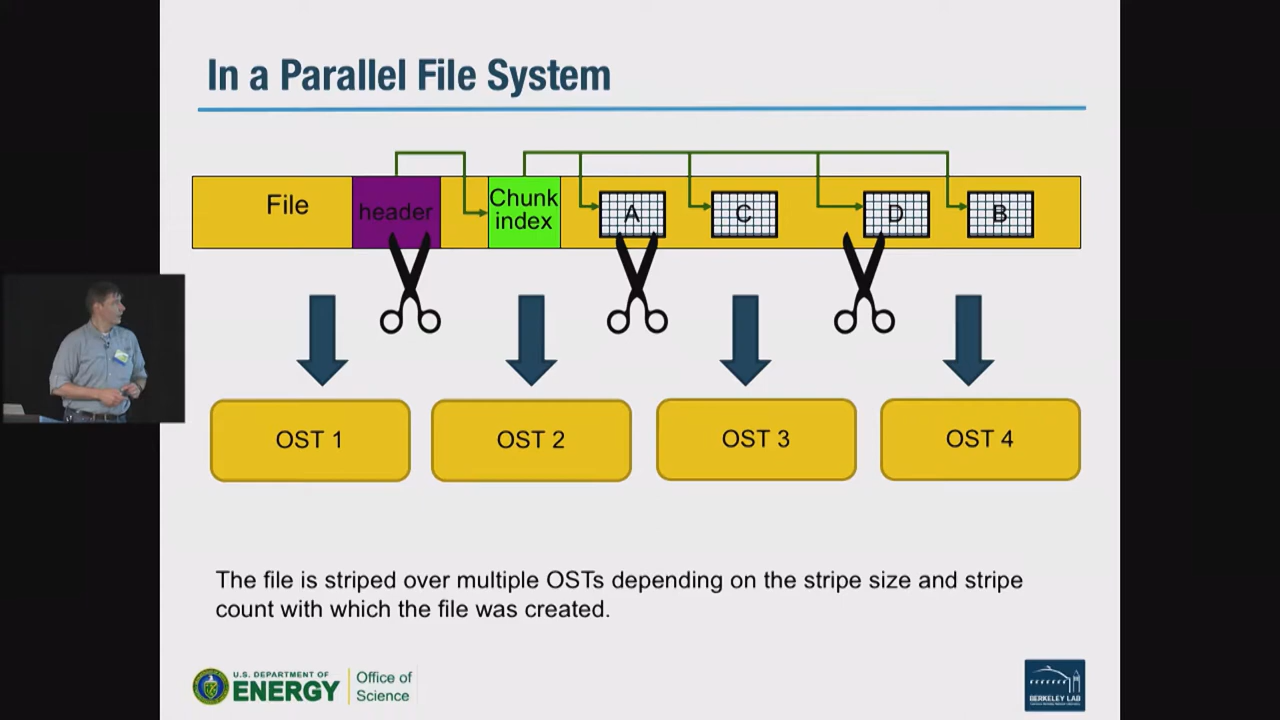 In a Parallel File System
File
header
Chunk
index
A
C
D
B
OST 1
OST 2
OST 3
OST 4
The file is striped over multiple OSTs depending on the stripe size and stripe
count with which the file was created.
U.S. DEPARTMENT OF
ENERGY
Office of
Science
BERKELEY LAB